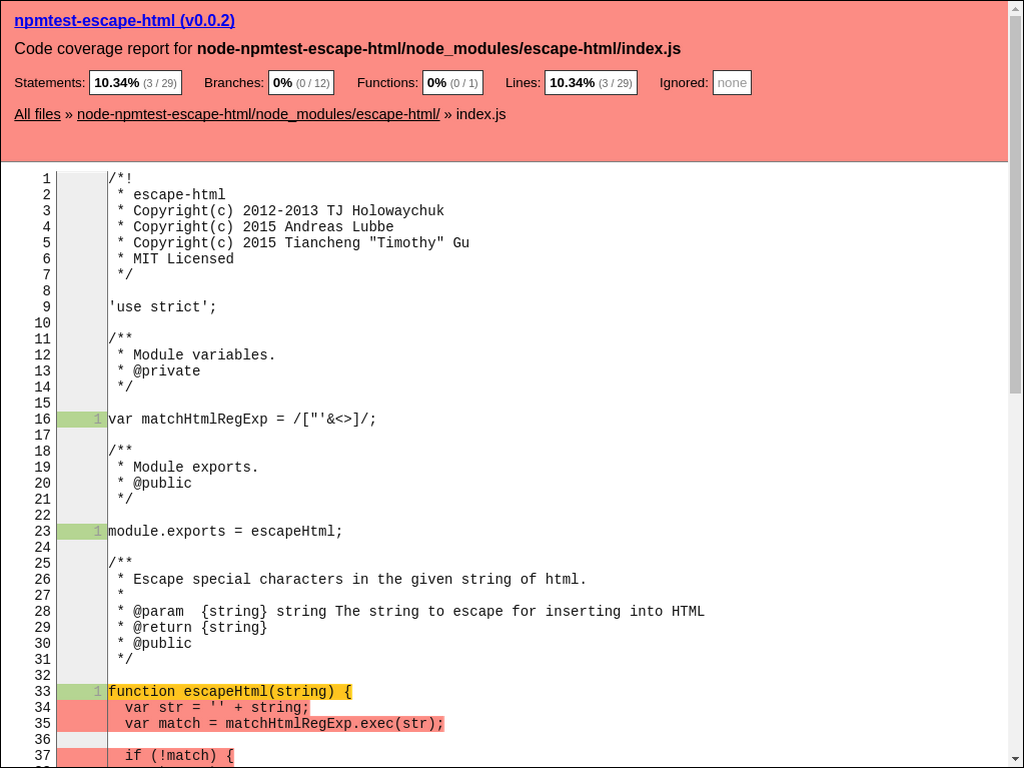 npmtest-escape-html (v0.0.2)
Code coverage report for node-npmtest-escape-html/node_modules/escape-html/index.js
Statements: 10.34% (3 / 29) Branches: 0% (0 / 12) Functions: 0% (0 / 1) Lines: 10.34% (3 / 29) Ignored: none
All files » node-npmtest-escape-html/node_modules/escape-html/ » index.js
1 /*!
2  * escape-html
3  * Copyright(c) 2012-2013 TJ Holowaychuk
4  * Copyright(c) 2015 Andreas Lubbe
5  * Copyright(c) 2015 Tiancheng "Timothy" Gu
6  * MIT Licensed
7  */
8
9 'use strict';
10
11 /**
12  * Module variables.
13  * @private
14  */
15
16 1 var matchHtmlRegExp = /["'&<>]/;
17
18 /**
19  * Module exports.
20  * @public
21  */
22
23 1 module.exports = escapeHtml;
24
25 /**
26  * Escape special characters in the given string of html.
27  *
28  * @param  {string} string The string to escape for inserting into HTML
29  * @return {string}
30  * @public
31  */
32
33 1 function escapeHtml(string) {
34   var str = '' + string;
35   var match = matchHtmlRegExp.exec(str);
36
37   if (!match) {